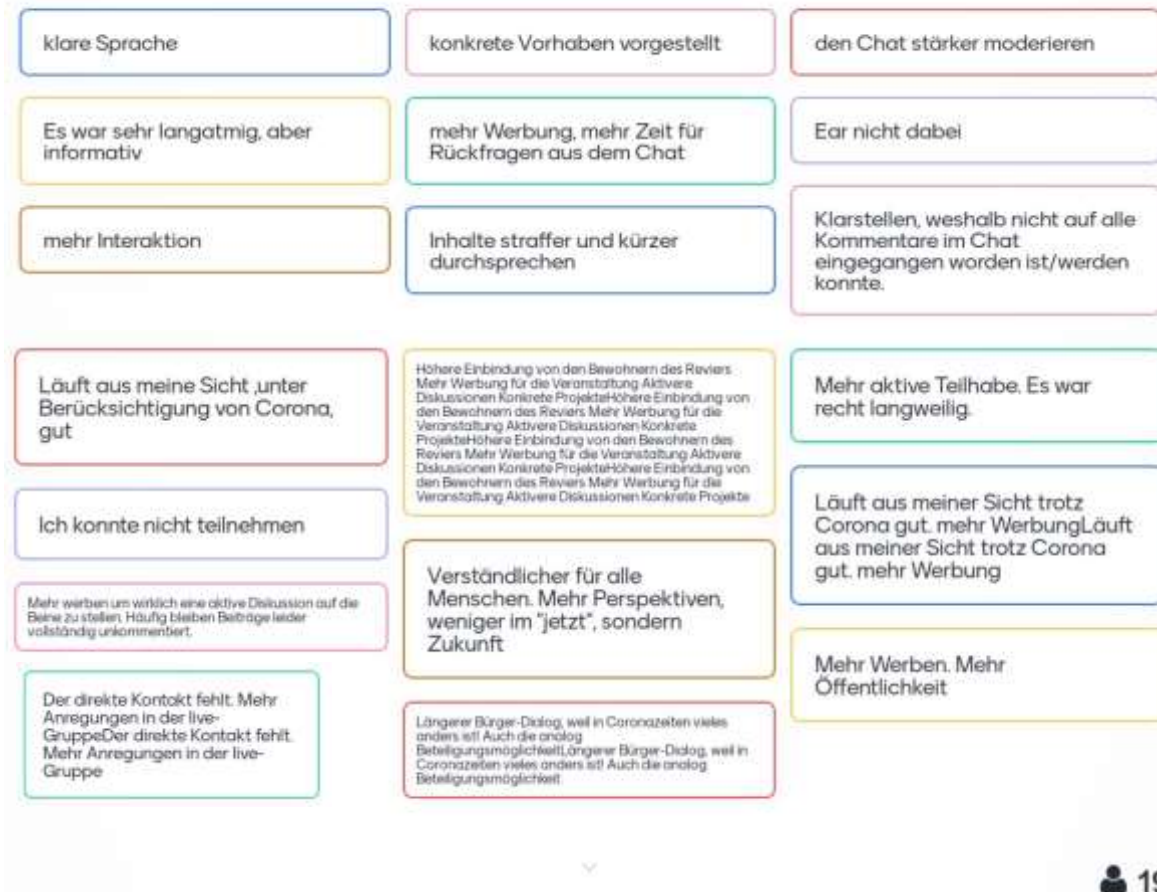 klare Sprache
konkrete Vorhaben vorgestellt
den Chat stärker moderieren
Es war sehr langatmig, aber
informativ
mehr Werbung, mehr Zeit für
Rückfragen aus dem Chat
Ear nicht dabei
mehr Interaktion
Inhalte straffer und kürzer
durchsprechen
Klarstellen, weshalb nicht auf alle
Kommentare im Chat
eingegangen worden ist/werden
konnte.
Läuft aus meine Sicht ,unter
Berücksichtigung von Corona,
gut
Höhere Einbindung von den Bewohnern des Reviers
Mehr Werbung für die Veranstaltung Aktivere
Diskussionen Konkrete ProjekteHöhere Einbindung von
den Bewohnern des Reviers Mehr Werbung für die
Veranstaltung Aktivere Diskussionen Konkrete
ProjekteHöhere Einbindung von den Bewohnern des
Reviers Mehr Werbung für die Veranstaltung Aktivere
Diskussionen Konkrete ProjekteHöhere Einbindung von
den Bewohnern des Reviers Mehr Werbung für die
Veranstaltung Aktivere Diskussionen Konkrete Projekte
Mehr aktive Teilhabe. Es war
recht langweilig.
Ich konnte nicht teilnehmen
Läuft aus meiner Sicht trotz
Corona gut. mehr WerbungLäuft
aus meiner Sicht trotz Corona
gut. mehr Werbung
Verständlicher für alle
Menschen. Mehr Perspektiven,
weniger im "jetzt", sondern
Zukunft
Mehr werben um wirklich eine aktive Diskussion auf die
Beine zu stellen. Häufig bleiben Beiträge leider
vollständig unkommentiert.
Mehr Werben. Mehr
Öffentlichkeit
Der direkte Kontakt fehlt. Mehr
Anregungen in der live-
GruppeDer direkte Kontakt fehlt.
Mehr Anregungen in der live-
Gruppe
Längerer Bürger-Dialog, weil in Coronazeiten vieles
anders ist! Auch die analog
BeteiligungsmöglichkeitLängerer Bürger-Dialog, weil in
Coronazeiten vieles anders ist! Auch die analog
Beteiligungsmöglichkeit
19